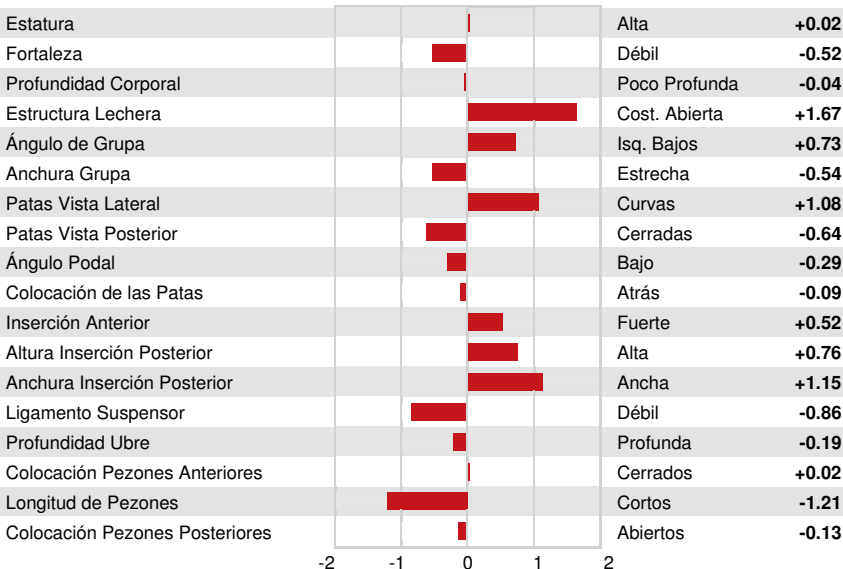 Estatura Alta +0.02
Fortaleza Débil -0.52
Profundidad Corporal Poco Profunda -0.04
Estructura Lechera Cost. Abierta +1.67
Ángulo de Grupa Isq. Bajos +0.73
Anchura Grupa Estrecha -0.54
Patas Vista Lateral Curvas +1.08
Patas Vista Posterior Cerradas -0.64
Ángulo Podal Bajo -0.29
Colocación de las Patas Atrás -0.09
Inserción Anterior Fuerte +0.52
Altura Inserción Posterior Alta +0.76
Anchura Inserción Posterior Ancha +1.15
Ligamento Suspensor Débil -0.86
Profundidad Ubre Profunda -0.19
Colocación Pezones Anteriores Cerrados +0.02
Longitud de Pezones Cortos -1.21
Colocación Pezones Posteriores Abiertos -0.13
-2 -1 0 1 2